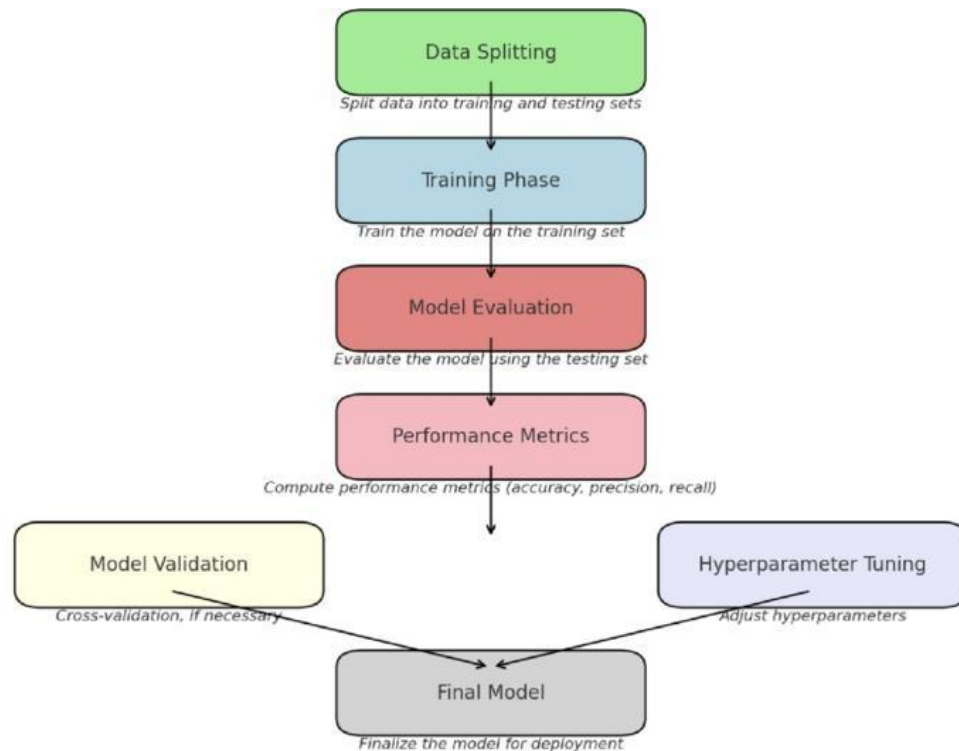 Data Splitting
Split data into training and testing sets
Training Phase
Train the model on the training set
Model Evaluation
Evaluate the model using the testing set
Performance Metrics
Compute performance metrics (accuracy, precision, recall)
Model Validation
Cross-validation, if necessary
Hyperparameter Tuning
Adjust hyperparameters
Final Model
Finalize the model for deployment